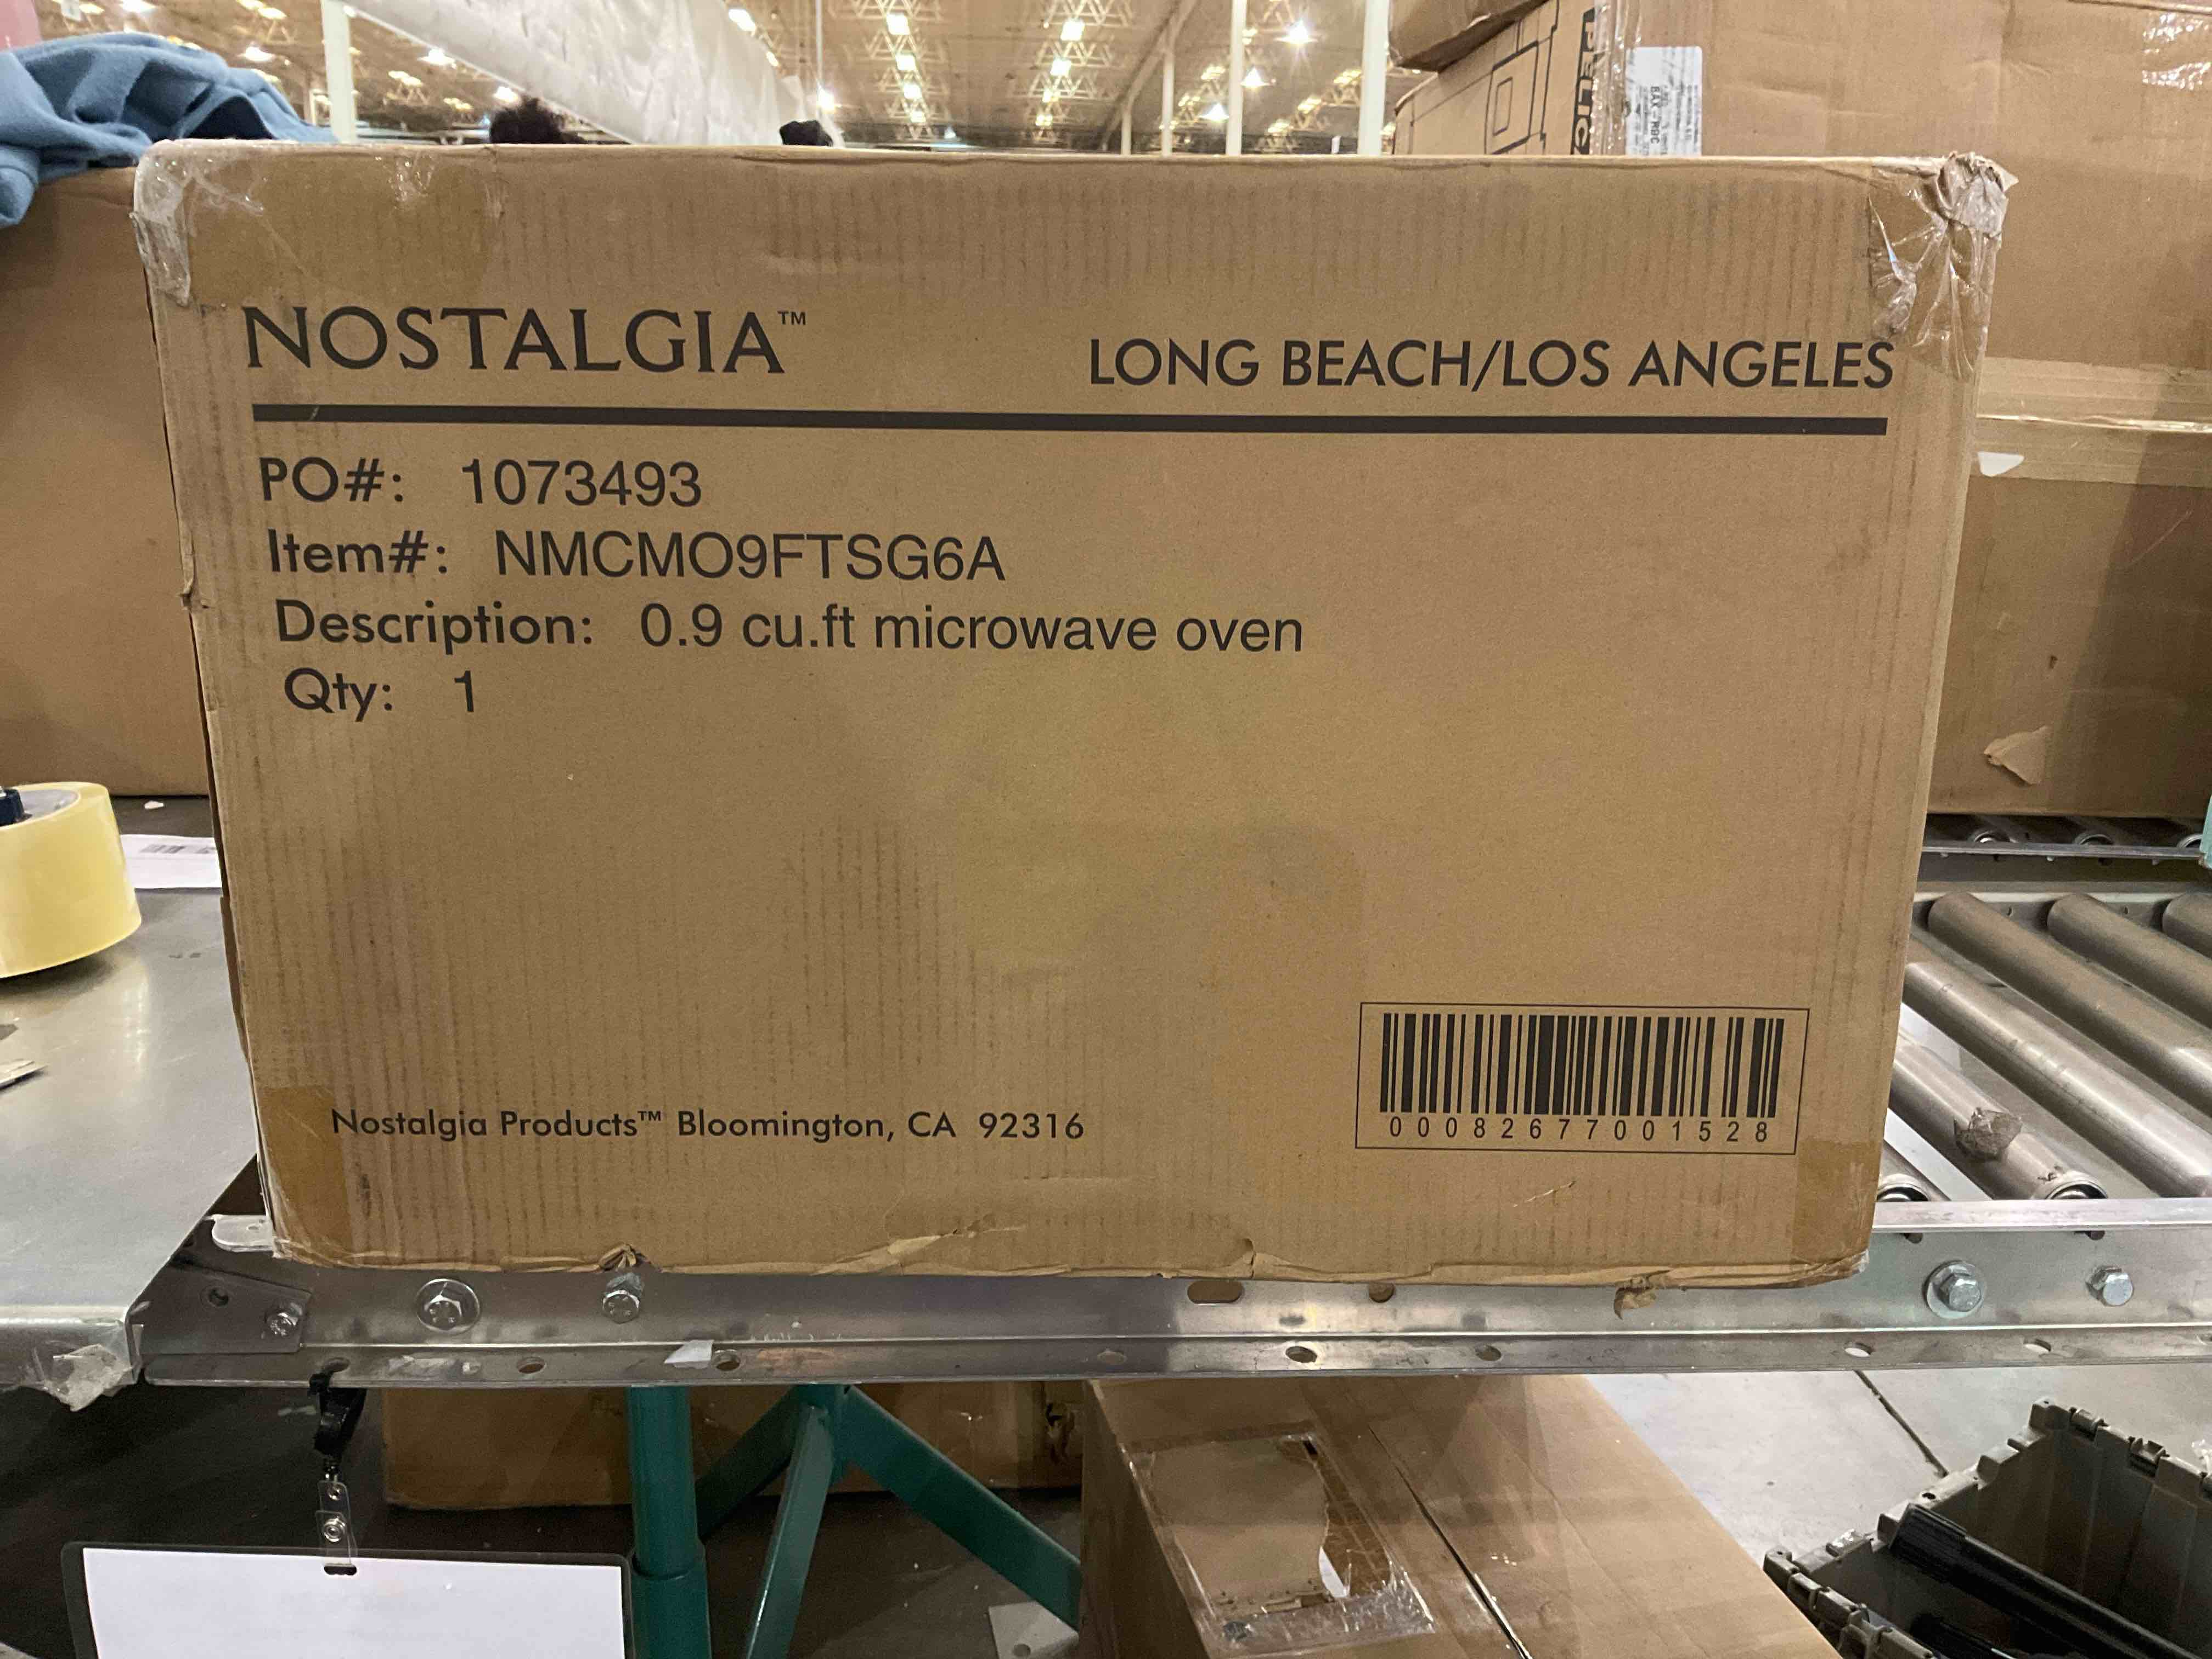 NOSTALGIA™
LONG BEACH/LOS ANGELES
PO#: 1073493
Item#: NMCMO9FTSG6A
Description: 0.9 cu.ft microwave oven
Qty: 1
Nostalgia Products™ Bloomington, CA 92316
00082677001528